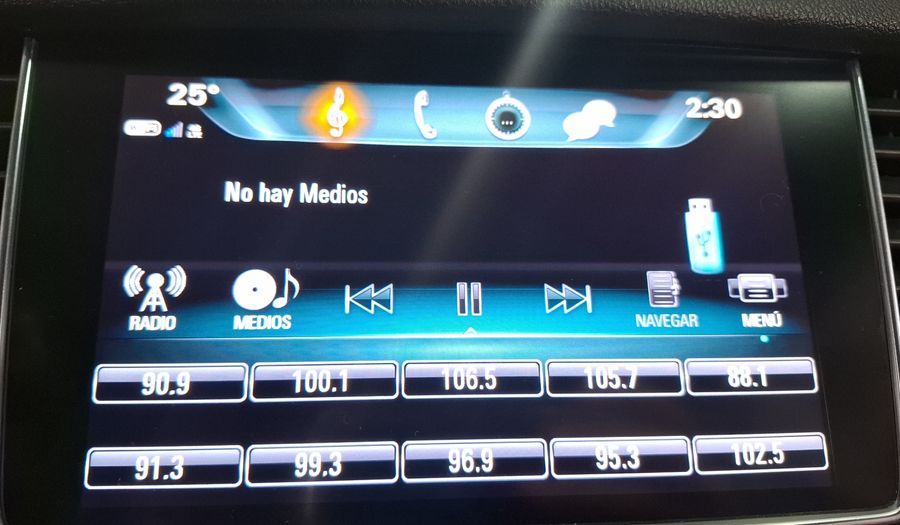 25°
2:30
No hay Medios
RADIO
MEDIOS
NAVEGAR
MENÚ
90.9
100.1
106.5
105.7
88.1
91.3
99.3
96.9
95.3
102.5